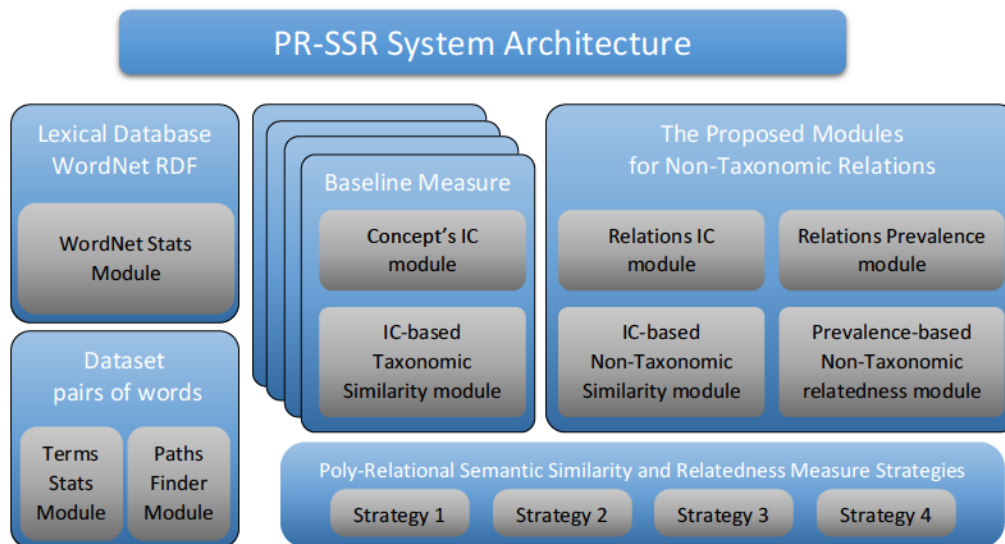 PR-SSR System Architecture
Lexical Database
WordNet RDF
WordNet Stats
Module
Dataset
pairs of words
Terms
Stats
Module
Paths
Finder
Module
Baseline Measure
Concept's IC
module
IC-based
Taxonomic
Similarity module
The Proposed Modules
for Non-Taxonomic Relations
Relations IC
module
Relations Prevalence
module
IC-based
Non-Taxonomic
Similarity module
Prevalence-based
Non-Taxonomic
relatedness module
Poly-Relational Semantic Similarity and Relatedness Measure Strategies
Strategy 1
Strategy 2
Strategy 3
Strategy 4